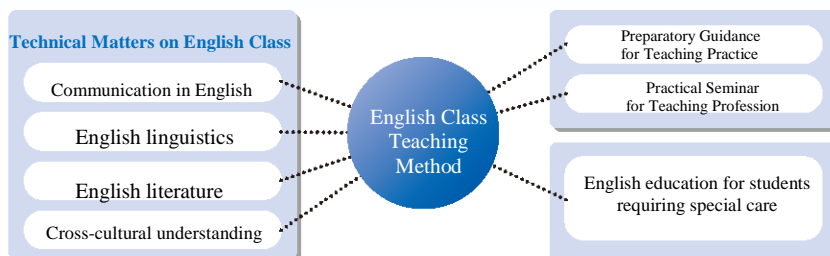 Technical Matters on English Class
Communication in English
English linguistics
English literature
Cross-cultural understanding
English Class
Teaching
Method
Preparatory Guidance
for Teaching Practice
Practical Seminar
for Teaching Profession
English education for students
requiring special care